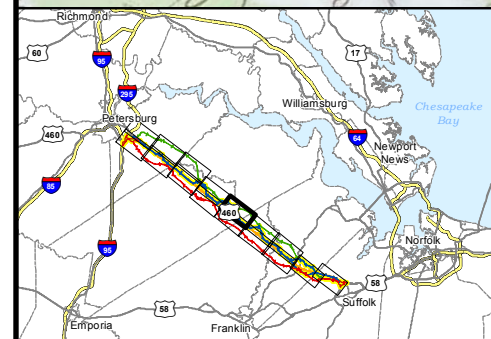 Richmond
60
95
17
295
Williamsburg
Chesapeake
Bay
Petersburg
460
64
Newport
News
85
460
95
Norfolk
58
Suffolk
58
Emporia
Franklin